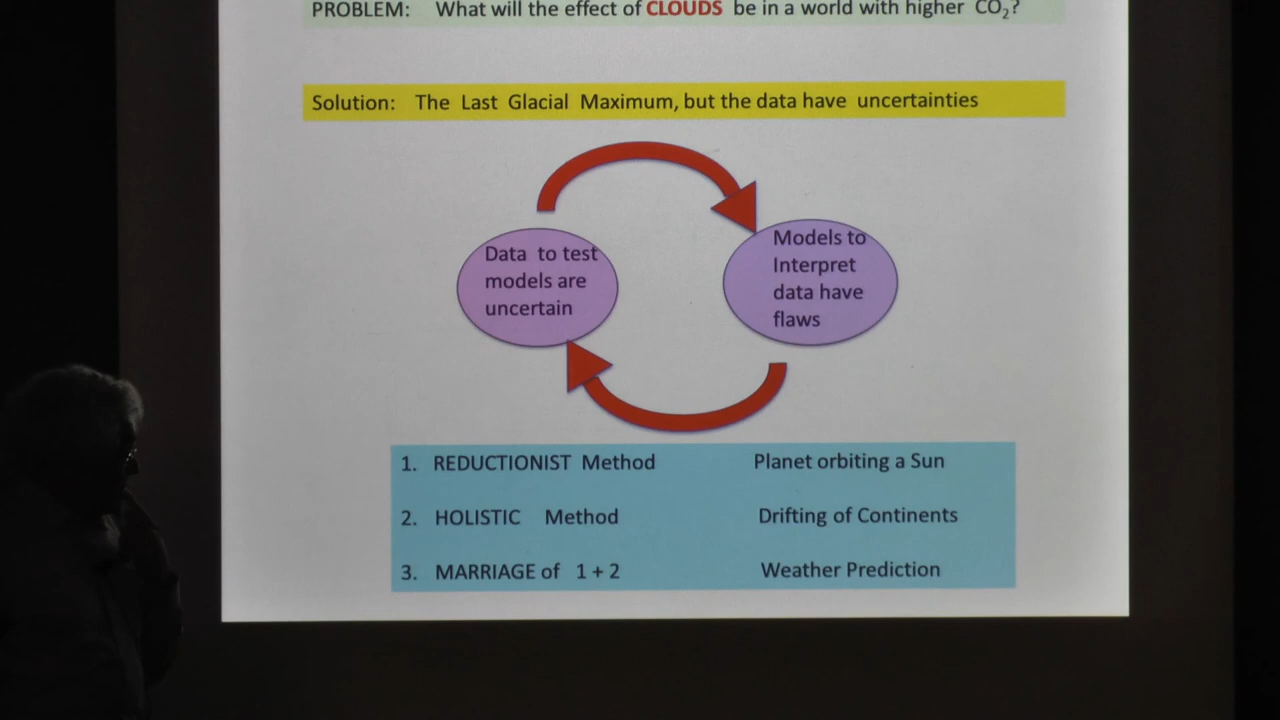 PROBLEM: What will the effect of CLOUDS be in a world with higher CO₂?
Solution: The Last Glacial Maximum, but the data have uncertainties
Data to test
models are
uncertain
Models to
Interpret
data have
flaws
1. REDUCTIONIST Method Planet orbiting a Sun
2. HOLISTIC Method Drifting of Continents
3. MARRIAGE of 1 + 2 Weather Prediction